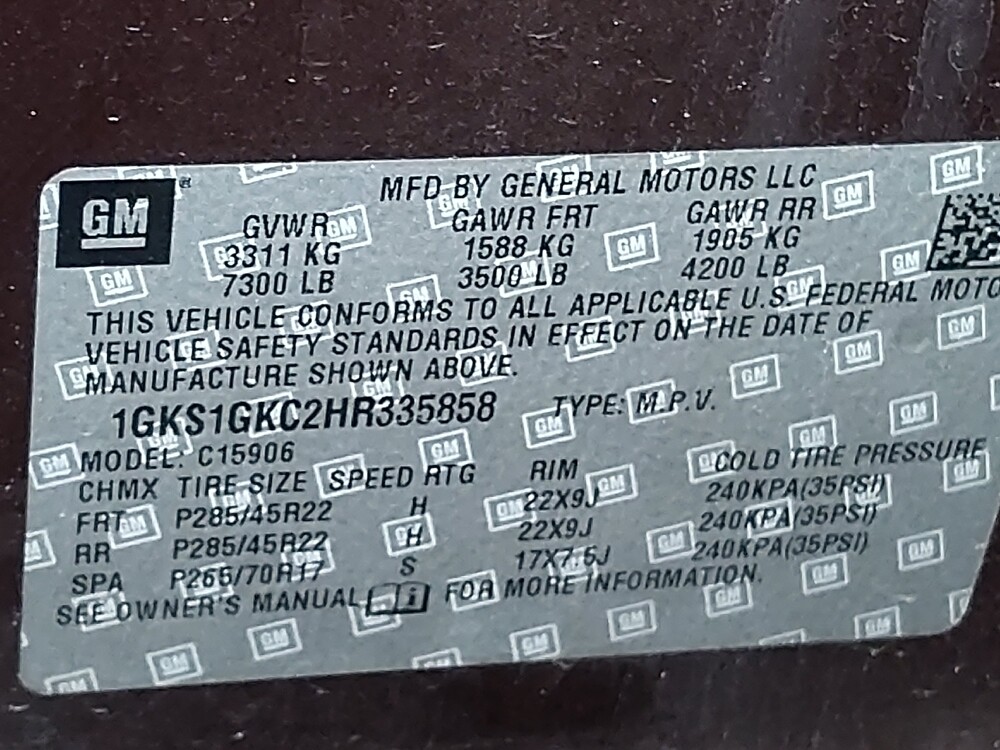 GM
MFD BY GENERAL MOTORS LLC
GVWR GAWR FRT GAWR RR
3311 KG 1588 KG 1905 KG
7300 LB 3500 LB 4200 LB
THIS VEHICLE CONFORMS TO ALL APPLICABLE U.S. FEDERAL MOTO
VEHICLE SAFETY STANDARDS IN EFFECT ON THE DATE OF
MANUFACTURE SHOWN ABOVE.
1GKS1GKC2HR335858 TYPE: M.P.V.
MODEL: C15906
CHMX TIRE SIZE SPEED RTG RIM COLD TIRE PRESSURE
FRT P285/45R22 H 22X9J 240KPA(35PSI)
RR P285/45R22 H 22X9J 240KPA(35PSI)
SPA P265/70R17 S 17X7.5J 240KPA(35PSI)
SEE OWNER'S MANUAL FOR MORE INFORMATION.